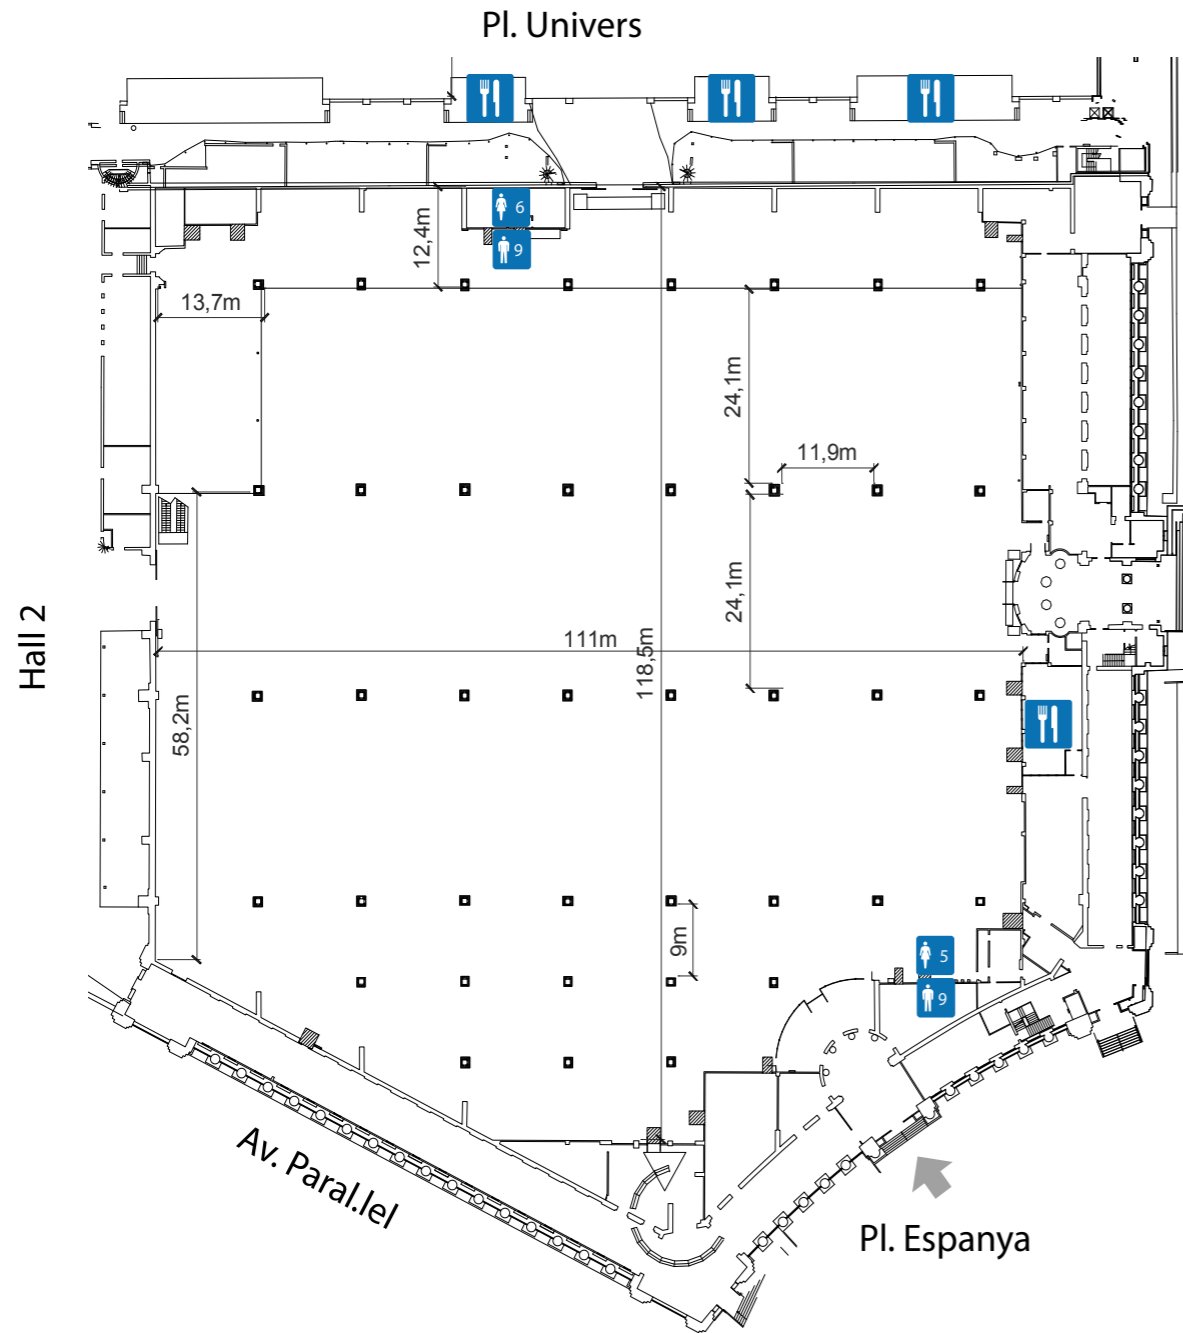 Pl. Univers
6
9
12,4m
13,7m
24,1m
11,9m
24,1m
Hall 2
111m
118,5m
58,2m
9m
5
9
Av. Paral.lel
Pl. Espanya